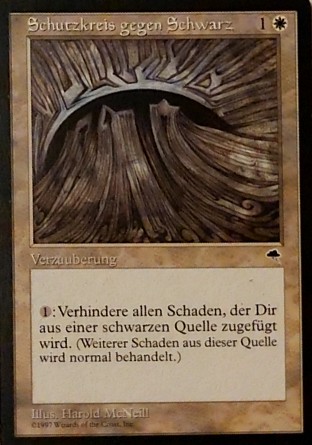 Schutzkreis gegen Schwarz 1
Verzauberung
1: Verhindere allen Schaden, der Dir
aus einer schwarzen Quelle zugefügt
wird. (Weiterer Schaden aus dieser Quelle
wird normal behandelt.)
Illus. Harold McNeill
©1997 Wizards of the Coast, Inc.